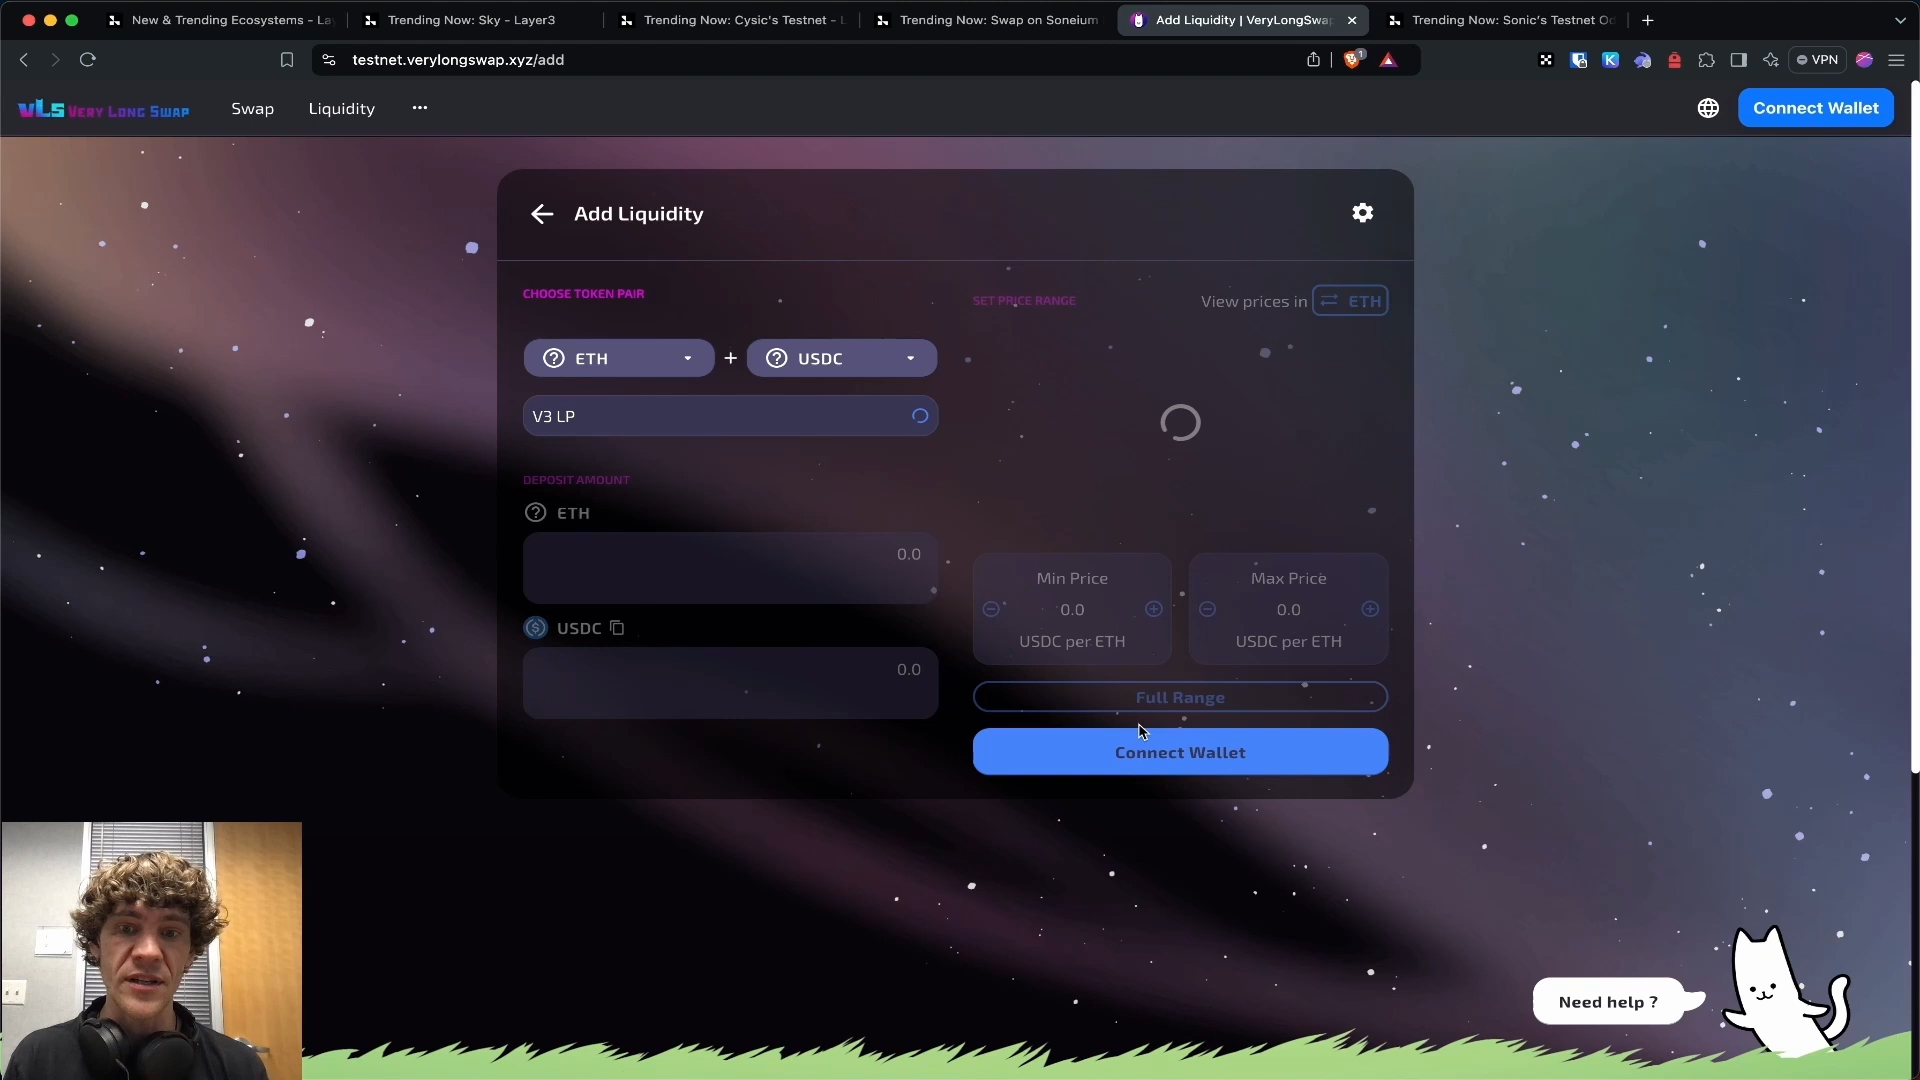 New & Trending Ecosystems - La
Trending Now: Sky - Layer3
Trending Now: Cysic's Testnet - L
Trending Now: Swap on Soneium
Add Liquidity | VeryLongSwap
Trending Now: Sonic's Testnet Od
testnet.verylongswap.xyz/add
1
K
VPN
VLS VERY LONG SWAP
Swap
Liquidity
Connect Wallet
Add Liquidity
CHOOSE TOKEN PAIR
SET PRICE RANGE
View prices in
ETH
ETH
+
USDC
V3 LP
DEPOSIT AMOUNT
ETH
0.0
USDC
0.0
Min Price
0.0
USDC per ETH
Max Price
0.0
USDC per ETH
Full Range
Connect Wallet
Need help ?